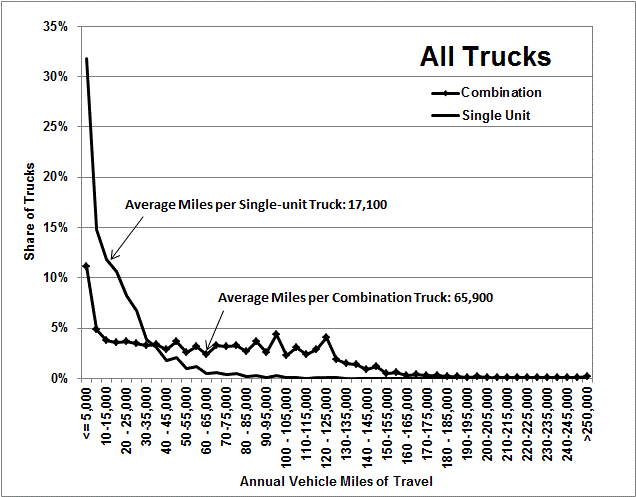 All Trucks
Combination
Single Unit
35%
30%
25%
20%
15%
10%
5%
0%
Share of Trucks
Average Miles per Single-unit Truck: 17,100
Average Miles per Combination Truck: 65,900
<= 5,000
10-15,000
20 - 25,000
30-35,000
40 - 45,000
50-55,000
60 - 65,000
70-75,000
80 - 85,000
90-95,000
100 - 105,000
110-115,000
120 - 125,000
130-135,000
140 - 145,000
150-155,000
160 -165,000
170-175,000
180 - 185,000
190-195,000
200-205,000
210-215,000
220-225,000
230-235,000
240-245,000
>250,000
Annual Vehicle Miles of Travel